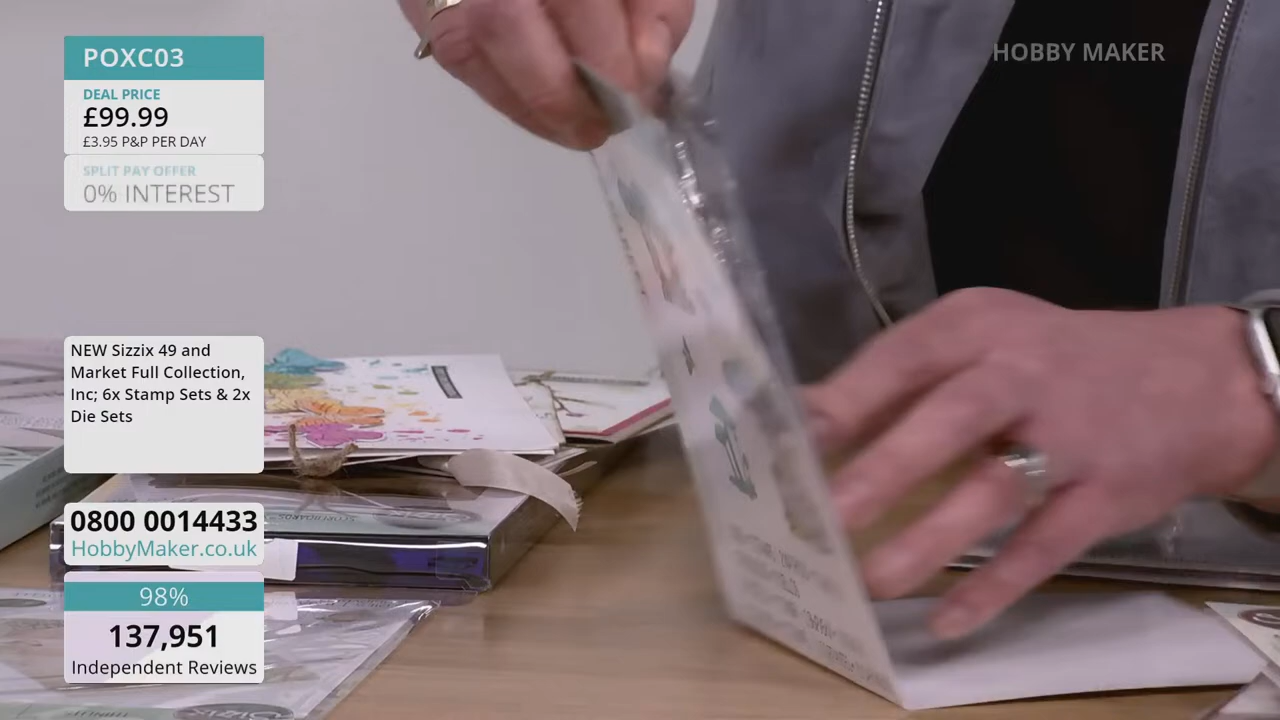 POXC03
DEAL PRICE
£99.99
£3.95 P&P PER DAY
SPLIT PAY OFFER
0% INTEREST
HOBBY MAKER
NEW Sizzix 49 and
Market Full Collection,
Inc; 6x Stamp Sets & 2x
Die Sets
0800 0014433
HobbyMaker.co.uk
98%
137,951
Independent Reviews